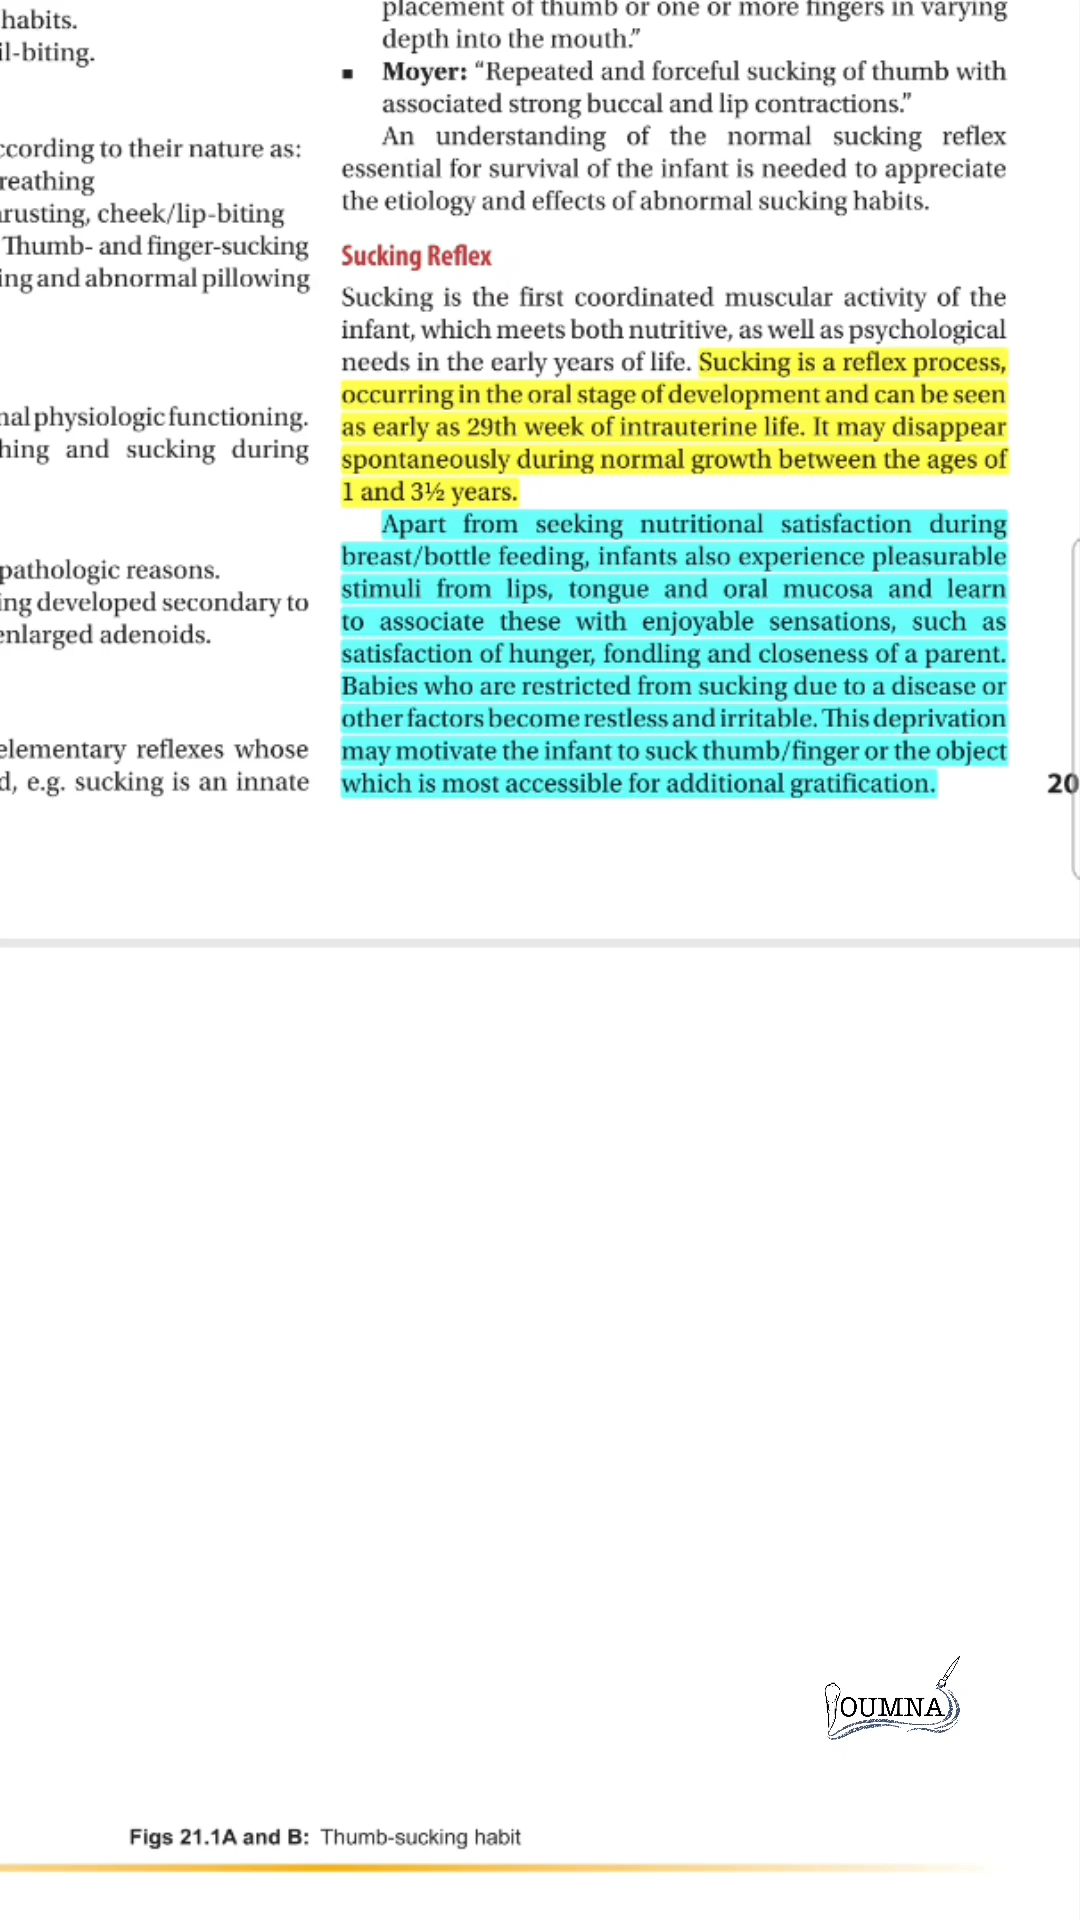 habits.
il-biting.
ccording to their nature as:
reathing
rusting, cheek/lip-biting
Thumb- and finger-sucking
ing and abnormal pillowing
nal physiologic functioning.
hing and sucking during
pathologic reasons.
ing developed secondary to
enlarged adenoids.
elementary reflexes whose
d, e.g. sucking is an innate
placement of thumb or one or more fingers in varying
depth into the mouth.”
▪ Moyer: “Repeated and forceful sucking of thumb with
associated strong buccal and lip contractions.”
An understanding of the normal sucking reflex
essential for survival of the infant is needed to appreciate
the etiology and effects of abnormal sucking habits.
Sucking Reflex
Sucking is the first coordinated muscular activity of the
infant, which meets both nutritive, as well as psychological
needs in the early years of life. Sucking is a reflex process,
occurring in the oral stage of development and can be seen
as early as 29th week of intrauterine life. It may disappear
spontaneously during normal growth between the ages of
1 and 3½ years.
Apart from seeking nutritional satisfaction during
breast/bottle feeding, infants also experience pleasurable
stimuli from lips, tongue and oral mucosa and learn
to associate these with enjoyable sensations, such as
satisfaction of hunger, fondling and closeness of a parent.
Babies who are restricted from sucking due to a disease or
other factors become restless and irritable. This deprivation
may motivate the infant to suck thumb/finger or the object
which is most accessible for additional gratification.
20
OUMNA
Figs 21.1A and B: Thumb-sucking habit